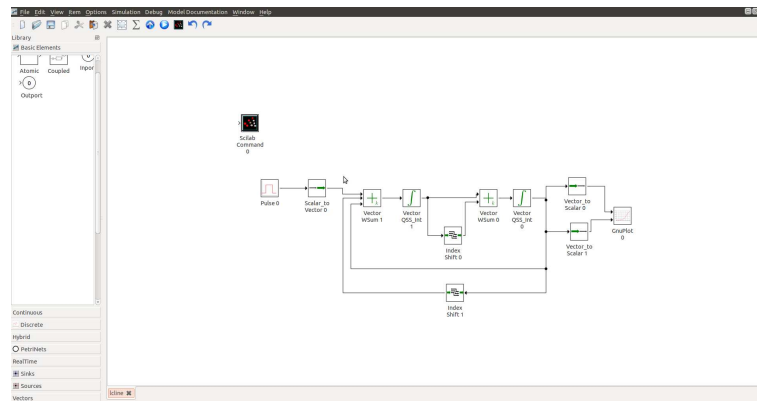 File Edit View Item Options Simulation Debug Model Documentation Window Help
Library
Basic Elements
Atomic Coupled Inpor
Outport
Continuous
Discrete
Hybrid
PetriNets
RealTime
Sinks
Sources
Vectors
Scilab
Command
0
Pulse 0
Scalar_to
Vector 0
Vector
WSum 1
Vector
QSS_Int
1
Index
Shift 0
Vector
WSum 0
Vector
QSS_Int
0
Vector_to
Scalar 0
Vector_to
Scalar 1
GnuPlot
0
Index
Shift 1
lcline